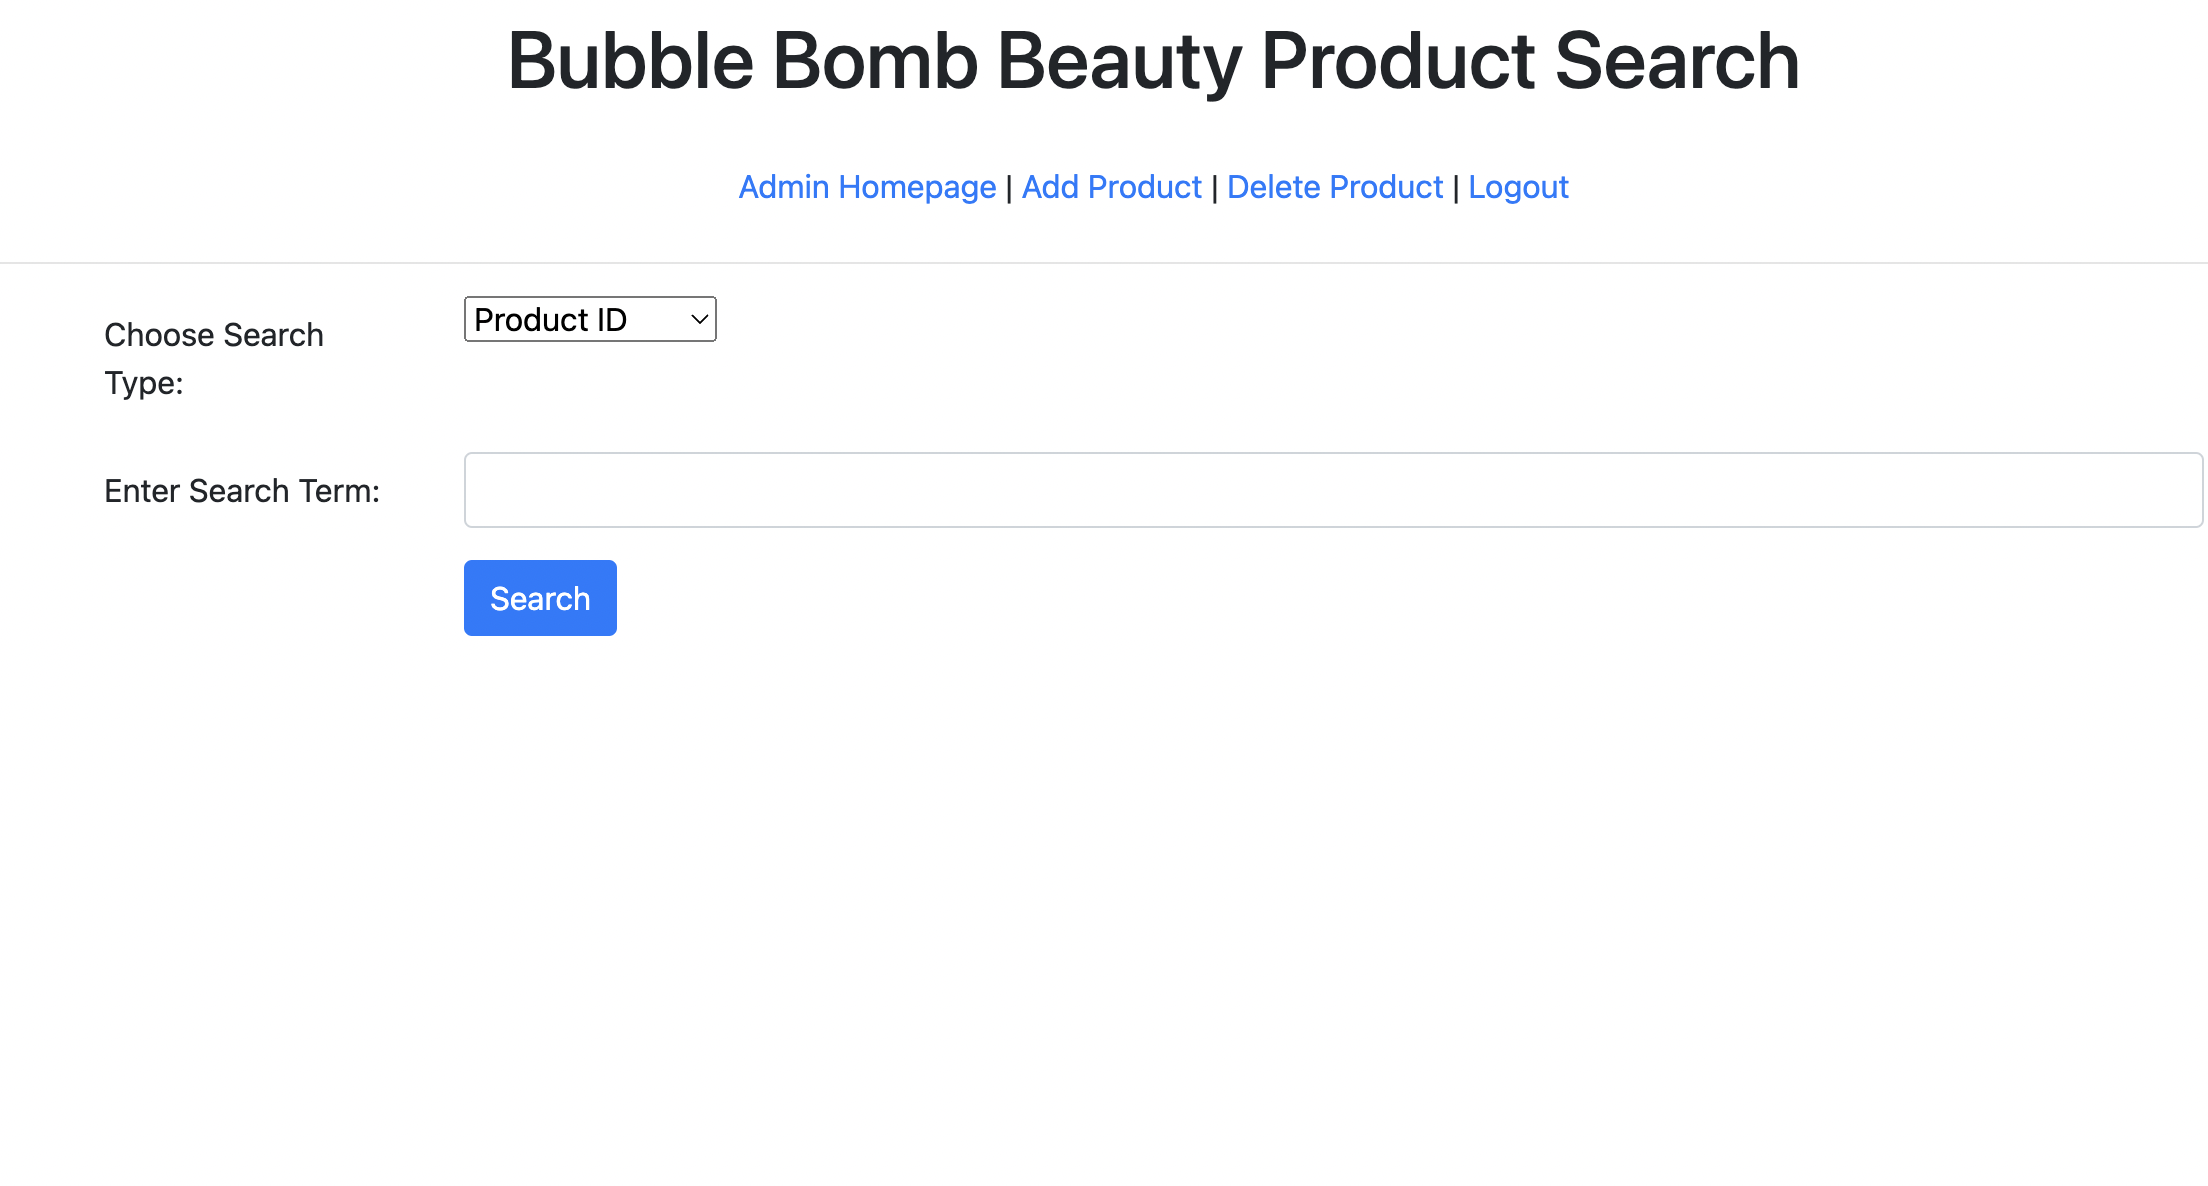 Bubble Bomb Beauty Product Search
Admin Homepage | Add Product | Delete Product | Logout
Choose Search
Type:
Product ID
Enter Search Term:
Search